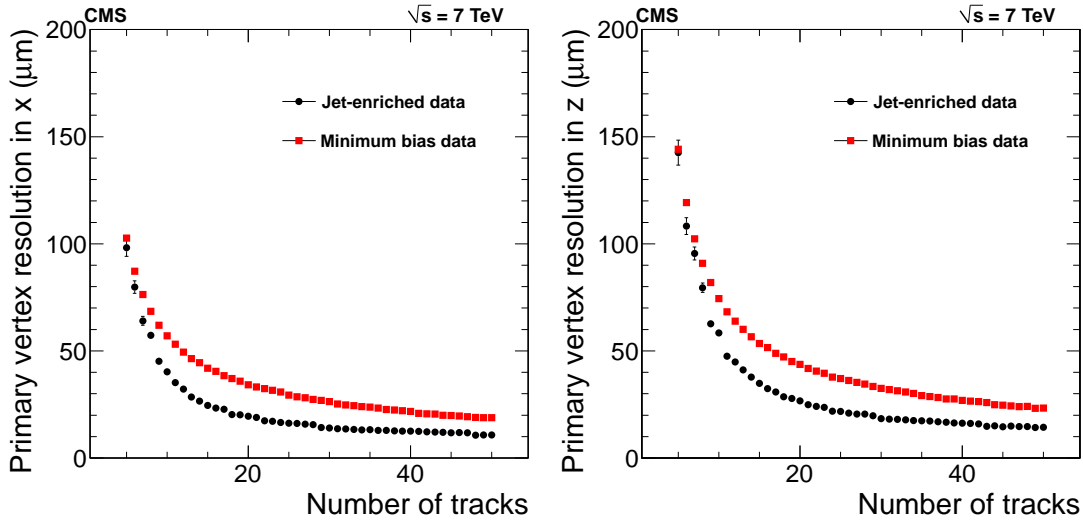 CMS
√s = 7 TeV
Primary vertex resolution in x (μm)
200
150
100
50
0
Jet-enriched data
Minimum bias data
20
40
Number of tracks
CMS
√s = 7 TeV
Primary vertex resolution in z (μm)
200
150
100
50
0
Jet-enriched data
Minimum bias data
20
40
Number of tracks